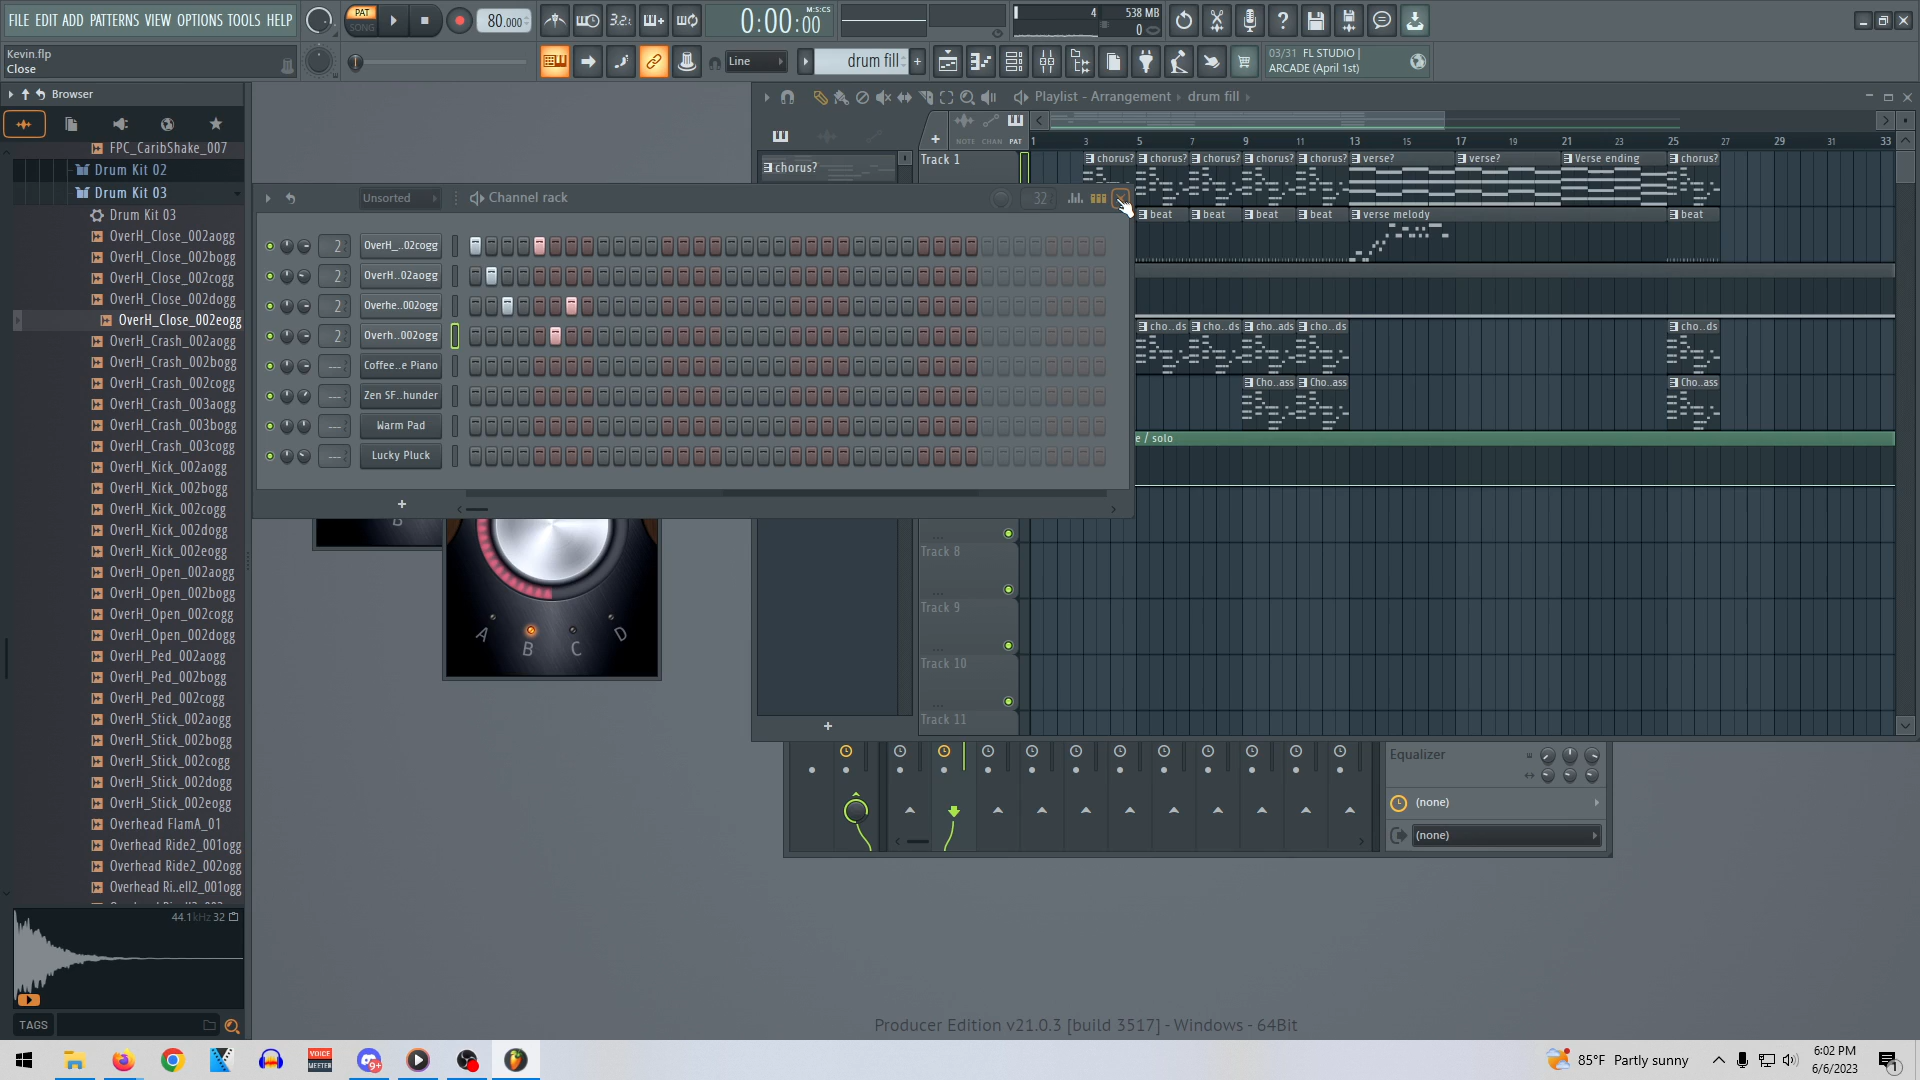 FILE EDIT ADD PATTERNS VIEW OPTIONS TOOLS HELP
PAT
SONG
80.000
3.2.
0:00:00
M:S:CS
4
538 MB
0
Kevin.flp
Close
Line
drum fill
03/31 FL STUDIO |
ARCADE (April 1st)
Browser
FPC_CaribShake_007
Drum Kit 02
Drum Kit 03
Drum Kit 03
OverH_Close_002aogg
OverH_Close_002bogg
OverH_Close_002cogg
OverH_Close_002dogg
OverH_Close_002eogg
OverH_Crash_002aogg
OverH_Crash_002bogg
OverH_Crash_002cogg
OverH_Crash_003aogg
OverH_Crash_003bogg
OverH_Crash_003cogg
OverH_Kick_002aogg
OverH_Kick_002bogg
OverH_Kick_002cogg
OverH_Kick_002dogg
OverH_Kick_002eogg
OverH_Open_002aogg
OverH_Open_002bogg
OverH_Open_002cogg
OverH_Open_002dogg
OverH_Ped_002aogg
OverH_Ped_002bogg
OverH_Ped_002cogg
OverH_Stick_002aogg
OverH_Stick_002bogg
OverH_Stick_002cogg
OverH_Stick_002dogg
OverH_Stick_002eogg
Overhead FlamA_01
Overhead Ride2_001ogg
Overhead Ride2_002ogg
Overhead Ri..ell2_001ogg
44.1kHz 32
TAGS
Unsorted
Channel rack
32
2 OverH_..02cogg
2 OverH..02aogg
2 Overhe..002ogg
2 Overh..002ogg
--- Coffee..e Piano
--- Zen SF..hunder
--- Warm Pad
--- Lucky Pluck
+
A B C D
Playlist - Arrangement drum fill
NOTE CHAN PAT
1 3 5 7 9 11 13 15 17 19 21 23 25 27 29 31 33
chorus?
Track 1
chorus? chorus? chorus? chorus? chorus? verse? verse? Verse ending chorus?
beat beat beat beat verse melody beat
cho..ds cho..ds cho..ads cho..ds cho..ds
Cho..ass Cho..ass Cho..ass
e / solo
Track 8
Track 9
Track 10
Track 11
+
Equalizer
(none)
(none)
Producer Edition v21.0.3 [build 3517] - Windows - 64Bit
VOICE
MEETER
9+
85°F Partly sunny
6:02 PM
6/6/2023
1